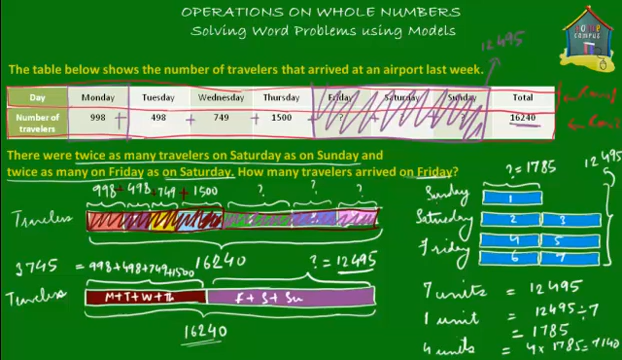 OPERATIONS ON WHOLE NUMBERS
HOME CAMPUS
Solving Word Problems using Models
12495
The table below shows the number of travelers that arrived at an airport last week.
Day Monday Tuesday Wednesday Thursday Friday Saturday Sunday Total
Number of travelers 998 + 498 + 749 + 1500 ? ? ? 16240
There were twice as many travelers on Saturday as on Sunday and
twice as many on Friday as on Saturday. How many travelers arrived on Friday?
998 + 498 + 749 + 1500 ? ? ?
Travelers
16240
3745 = 998+498+749+1500 ? = 12495
Travelers M+T+W+Th F + S + Su
16240
? = 1785 12495
Sunday 1
Saturday 2 3
Friday 4 5
6 7
7 units = 12495
1 unit = 12495 ÷ 7
= 1785
4 units = 4 × 1785 = 7140